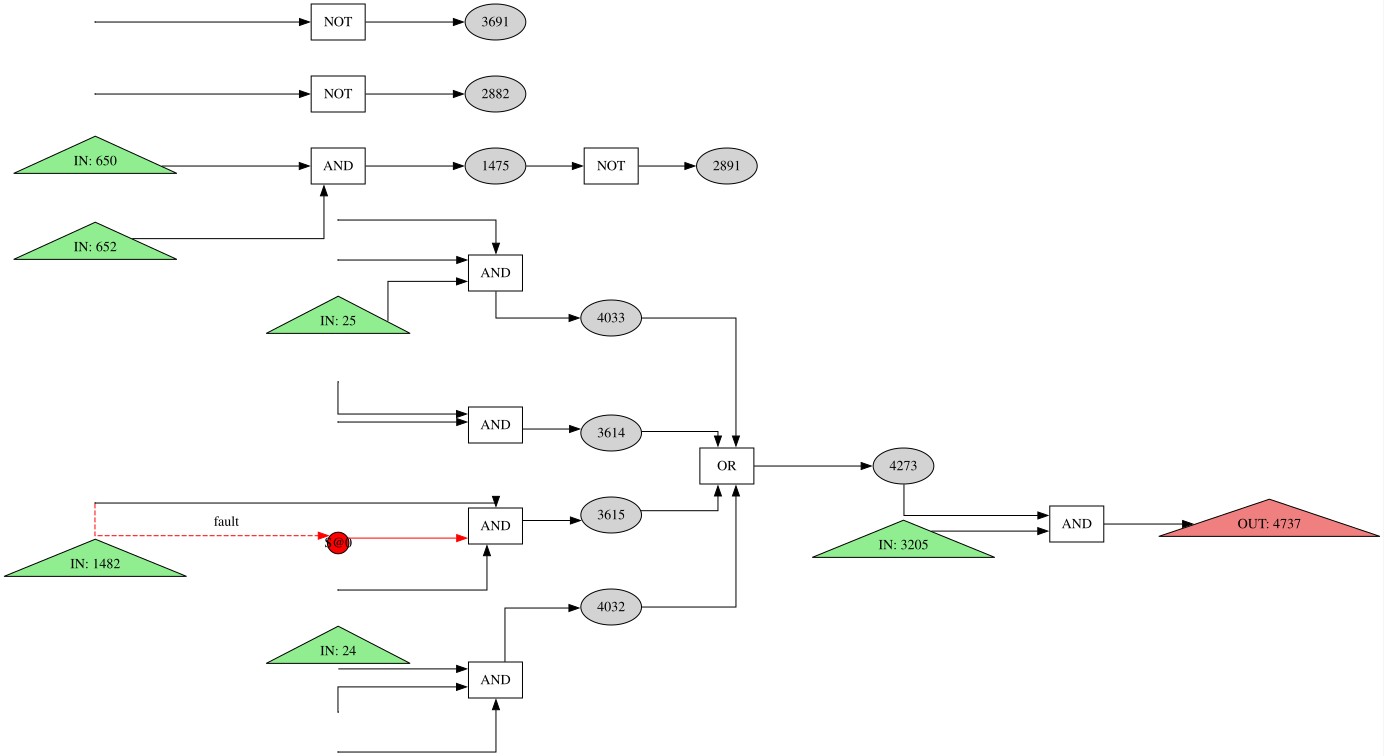 NOT
3691
NOT
2882
IN: 650
AND
1475
NOT
2891
IN: 652
AND
IN: 25
4033
AND
3614
OR
4273
fault
AND
3615
IN: 1482
IN: 3205
AND
OUT: 4737
4032
IN: 24
AND